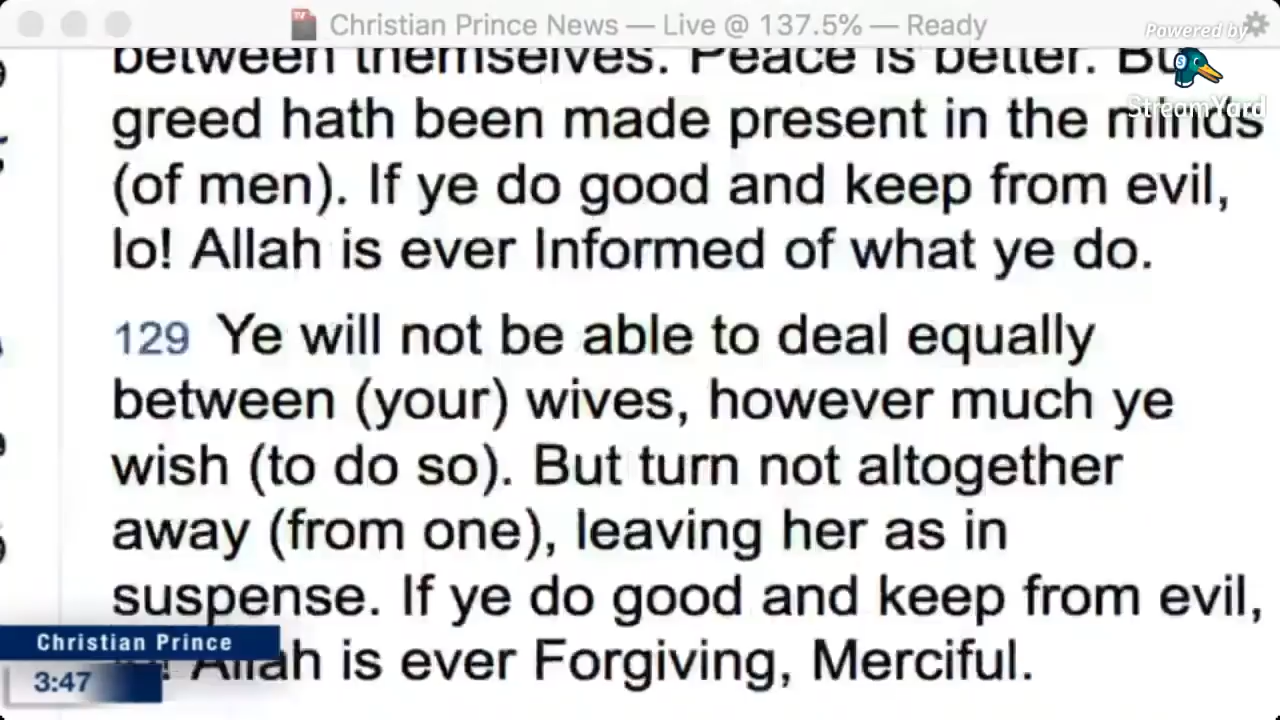 Christian Prince News — Live @ 137.5% — Ready
Powered by
StreamYard
between themselves. Peace is better. But
greed hath been made present in the minds
(of men). If ye do good and keep from evil,
lo! Allah is ever Informed of what ye do.
129 Ye will not be able to deal equally
between (your) wives, however much ye
wish (to do so). But turn not altogether
away (from one), leaving her as in
suspense. If ye do good and keep from evil,
lo! Allah is ever Forgiving, Merciful.
Christian Prince
3:47